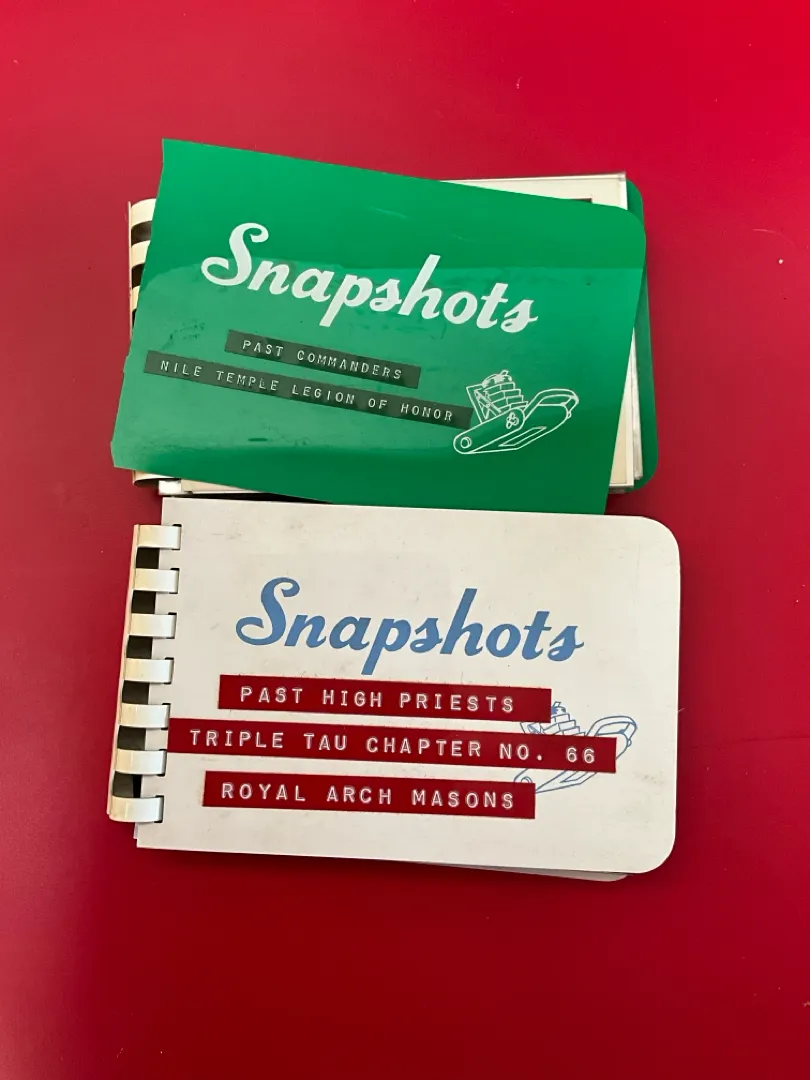 Snapshots
PAST COMMANDERS
NILE TEMPLE LEGION OF HONOR
Snapshots
PAST HIGH PRIESTS
TRIPLE TAU CHAPTER NO. 66
ROYAL ARCH MASONS